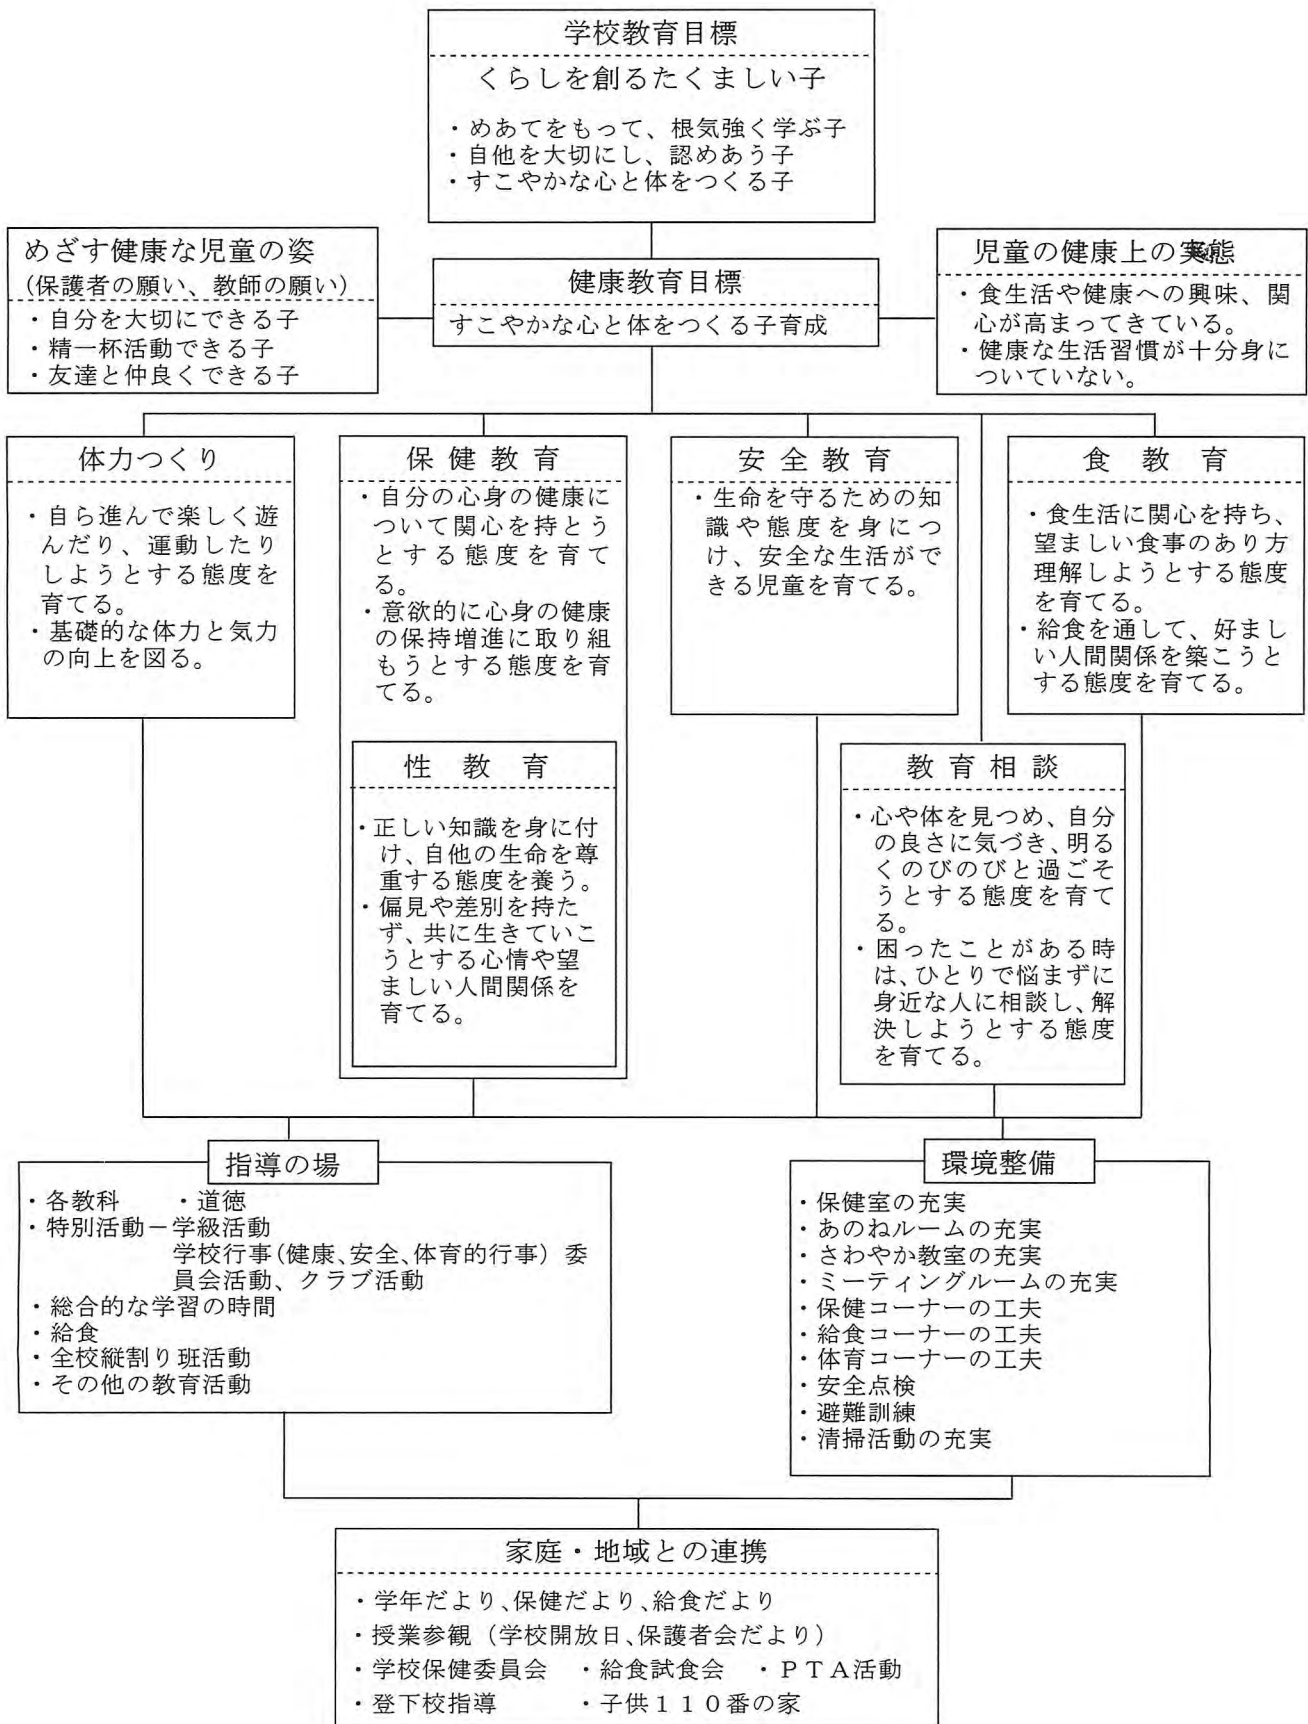 学校教育目標
くらしを創るたくましい子
・めあてをもって、根気強く学ぶ子
・自他を大切にし、認めあう子
・すこやかな心と体をつくる子
めざす健康な児童の姿
(保護者の願い、教師の願い)
・自分を大切にできる子
・精一杯活動できる子
・友達と仲良くできる子
健康教育目標
すこやかな心と体をつくる子育成
児童の健康上の実態
・食生活や健康への興味、関
心が高まってきている。
・健康な生活習慣が十分身に
ついていない。
体力つくり
・自ら進んで楽しく遊
んだり、運動したり
しようとする態度を
育てる。
・基礎的な体力と気力
の向上を図る。
保健教育
・自分の心身の健康に
ついて関心を持とう
とする態度を育て
る。
・意欲的に心身の健康
の保持増進に取り組
もうとする態度を育
てる。
性教育
・正しい知識を身に付
け、自他の生命を尊
重する態度を養う。
・偏見や差別を持た
ず、共に生きていこ
うとする心情や望
ましい人間関係を
育てる。
安全教育
・生命を守るための知
識や態度を身につ
け、安全な生活がで
きる児童を育てる。
食教育
・食生活に関心を持ち、
望ましい食事のあり方
理解しようとする態度
を育てる。
・給食を通して、好まし
い人間関係を築こうと
する態度を育てる。
教育相談
・心や体を見つめ、自分
の良さに気づき、明る
くのびのびと過ごそ
うとする態度を育て
る。
・困ったことがある時
は、ひとりで悩まずに
身近な人に相談し、解
決しようとする態度
を育てる。
指導の場
・各教科 ・道徳
・特別活動－学級活動
学校行事(健康、安全、体育的行事) 委
員会活動、クラブ活動
・総合的な学習の時間
・給食
・全校縦割り班活動
・その他の教育活動
環境整備
・保健室の充実
・あのねルームの充実
・さわやか教室の充実
・ミーティングルームの充実
・保健コーナーの工夫
・給食コーナーの工夫
・体育コーナーの工夫
・安全点検
・避難訓練
・清掃活動の充実
家庭・地域との連携
・学年だより、保健だより、給食だより
・授業参観（学校開放日、保護者会だより）
・学校保健委員会 ・給食試食会 ・ＰＴＡ活動
・登下校指導 ・子供１１０番の家